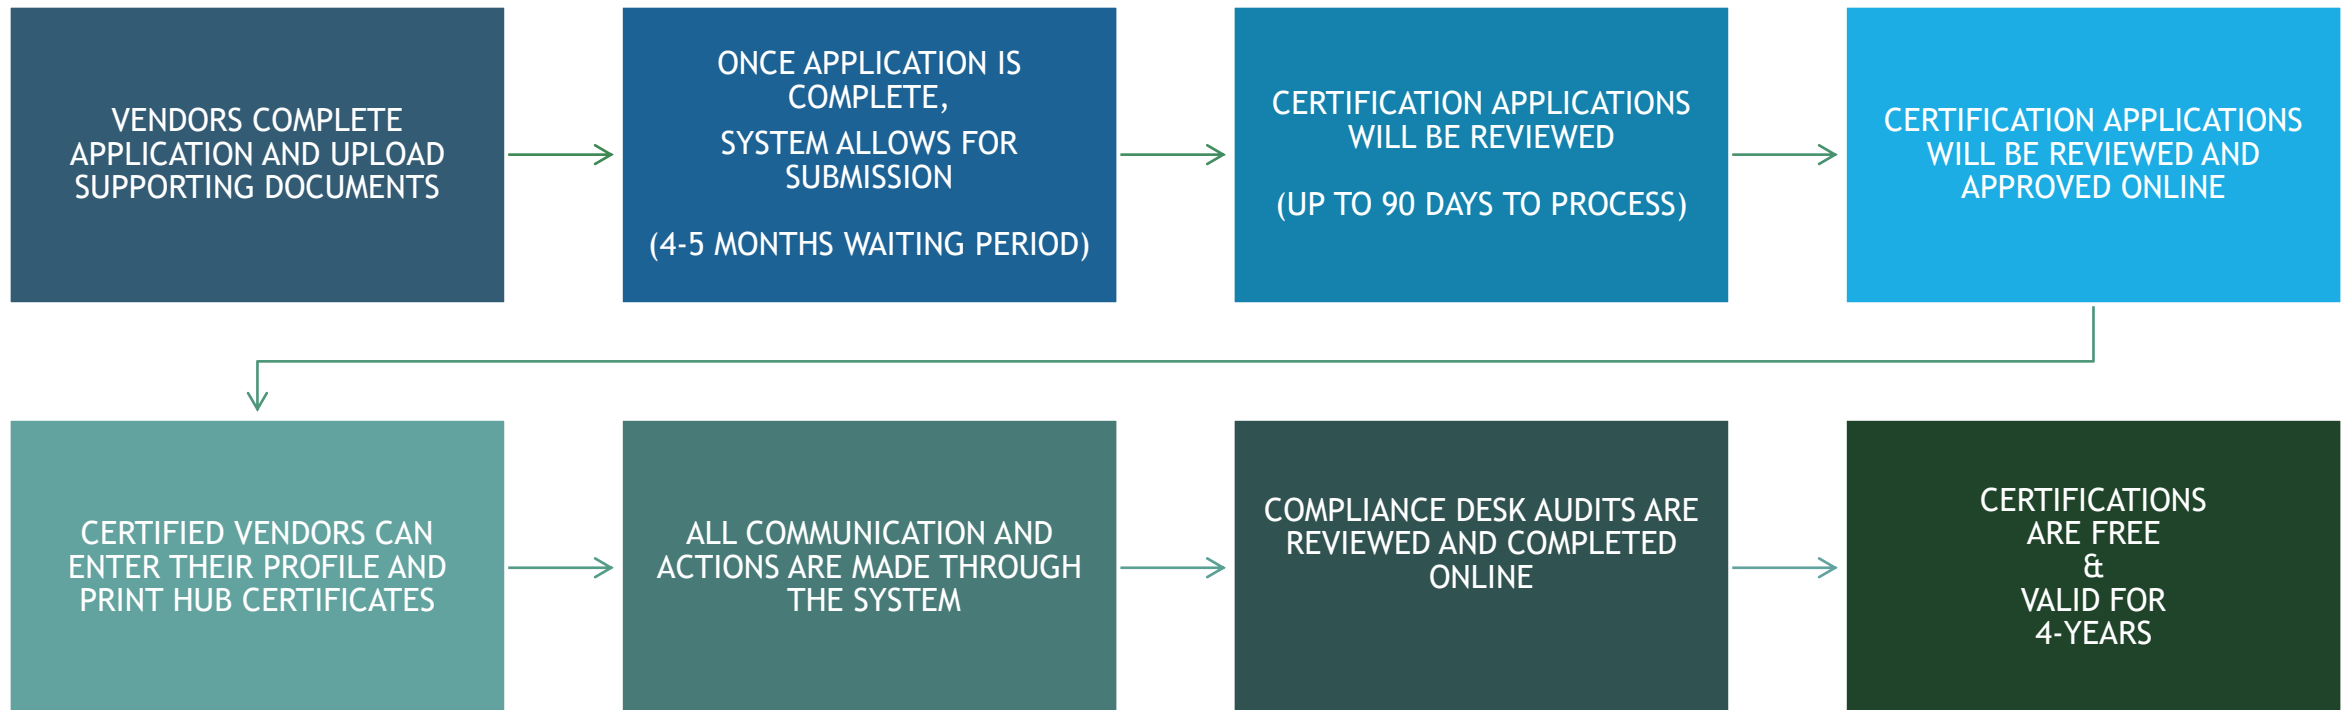 VENDORS COMPLETE
APPLICATION AND UPLOAD
SUPPORTING DOCUMENTS
ONCE APPLICATION IS
COMPLETE,
SYSTEM ALLOWS FOR
SUBMISSION
(4-5 MONTHS WAITING PERIOD)
CERTIFICATION APPLICATIONS
WILL BE REVIEWED
(UP TO 90 DAYS TO PROCESS)
CERTIFICATION APPLICATIONS
WILL BE REVIEWED AND
APPROVED ONLINE
CERTIFIED VENDORS CAN
ENTER THEIR PROFILE AND
PRINT HUB CERTIFICATES
ALL COMMUNICATION AND
ACTIONS ARE MADE THROUGH
THE SYSTEM
COMPLIANCE DESK AUDITS ARE
REVIEWED AND COMPLETED
ONLINE
CERTIFICATIONS
ARE FREE
&
VALID FOR
4-YEARS